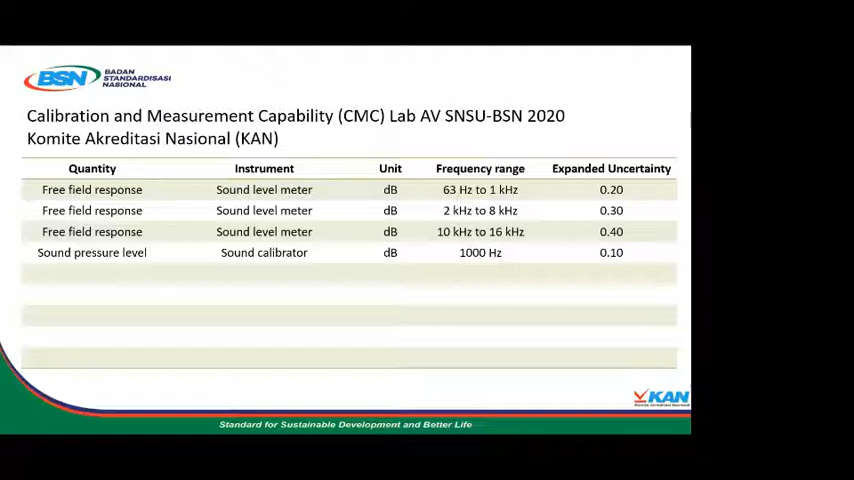 BSN BADAN
STANDARDISASI
NASIONAL
Calibration and Measurement Capability (CMC) Lab AV SNSU-BSN 2020
Komite Akreditasi Nasional (KAN)
Quantity Instrument Unit Frequency range Expanded Uncertainty
Free field response Sound level meter dB 63 Hz to 1 kHz 0.20
Free field response Sound level meter dB 2 kHz to 8 kHz 0.30
Free field response Sound level meter dB 10 kHz to 16 kHz 0.40
Sound pressure level Sound calibrator dB 1000 Hz 0.10
KAN
Komite Akreditasi Nasional
Standard for Sustainable Development and Better Life